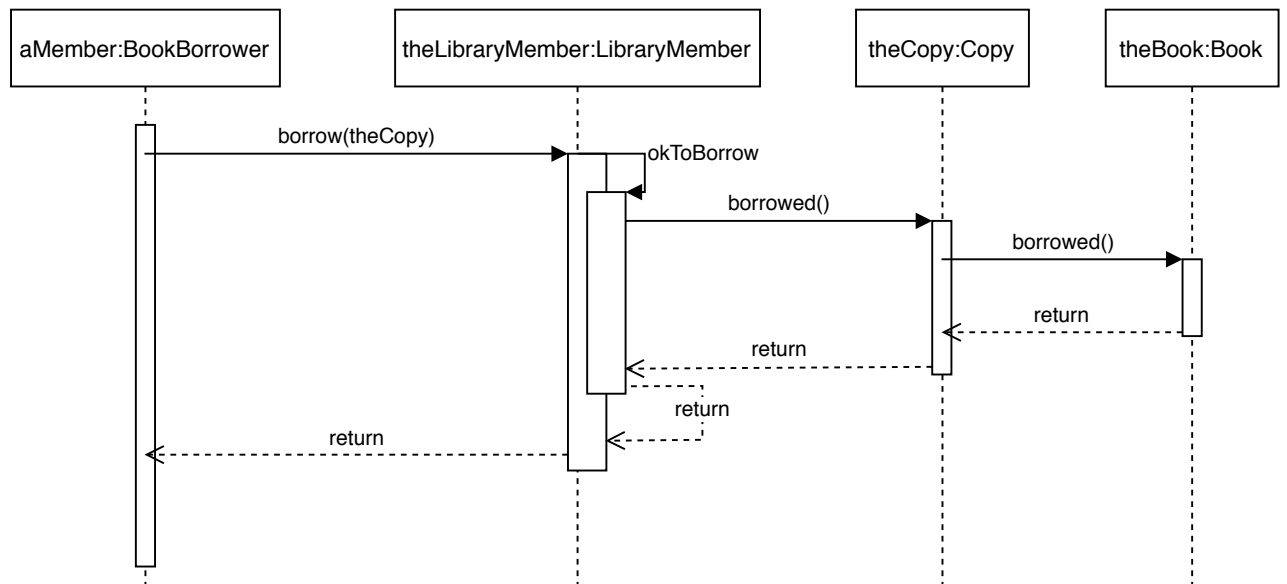 aMember:BookBorrower
theLibraryMember:LibraryMember
theCopy:Copy
theBook:Book
borrow(theCopy)
okToBorrow
borrowed()
borrowed()
return
return
return
return